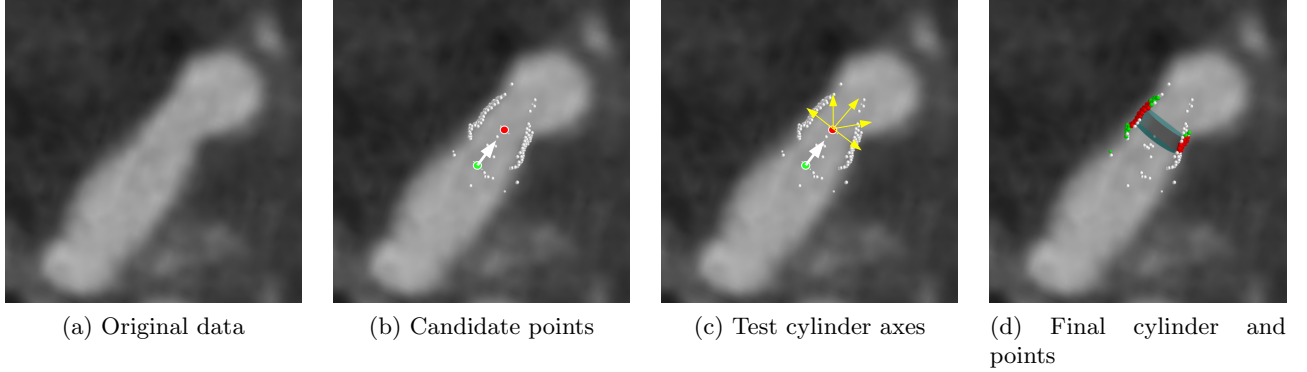 (a) Original data
(b) Candidate points
(c) Test cylinder axes
(d) Final cylinder and
points